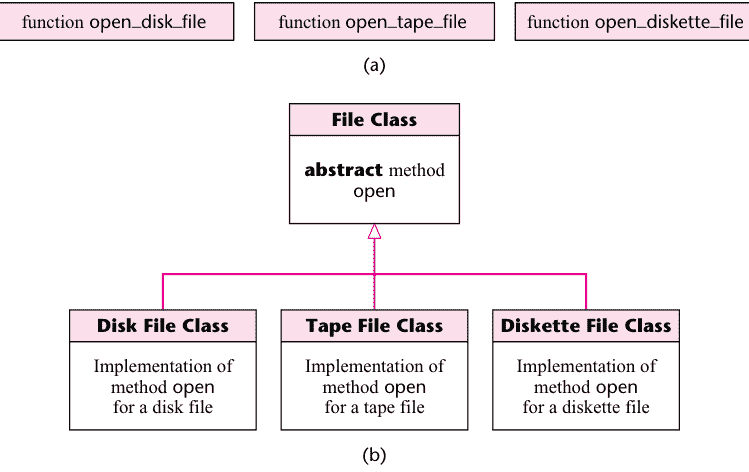 function open_disk_file
function open_tape_file
function open_diskette_file
(a)
File Class
abstract method
open
Disk File Class
Implementation of
method open
for a disk file
Tape File Class
Implementation of
method open
for a tape file
Diskette File Class
Implementation of
method open
for a diskette file
(b)